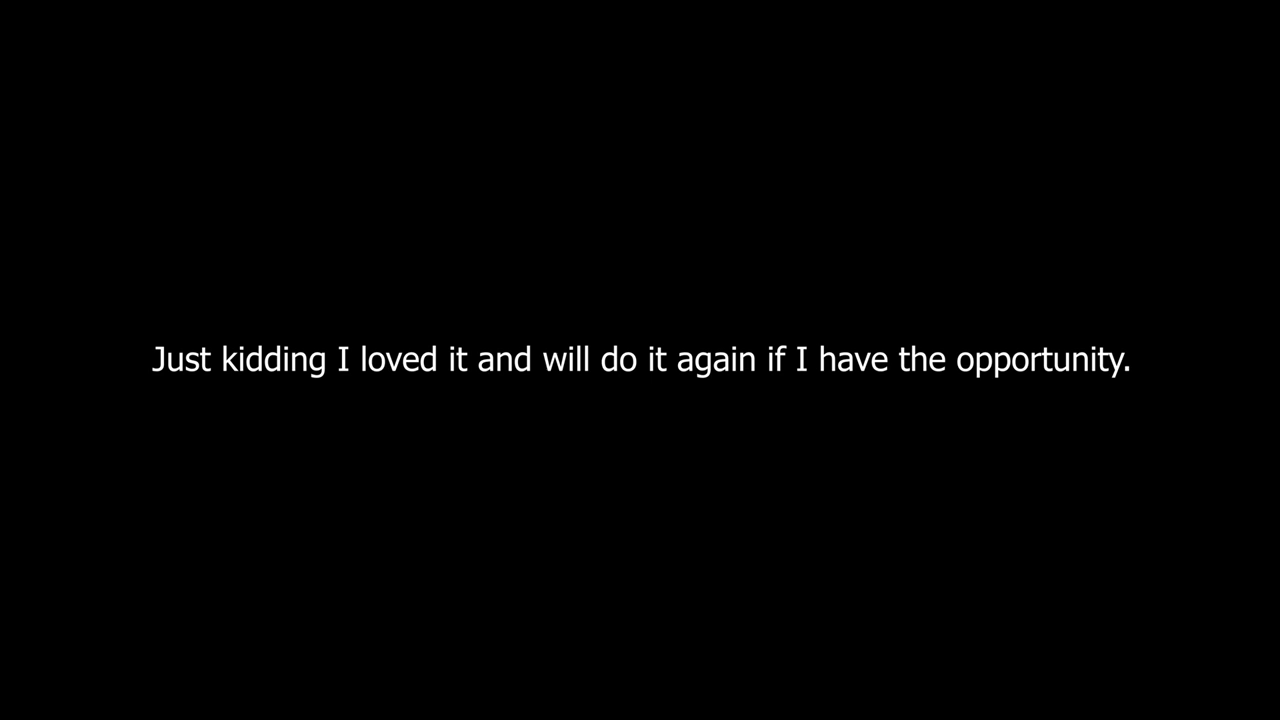 Just kidding I loved it and will do it again if I have the opportunity.